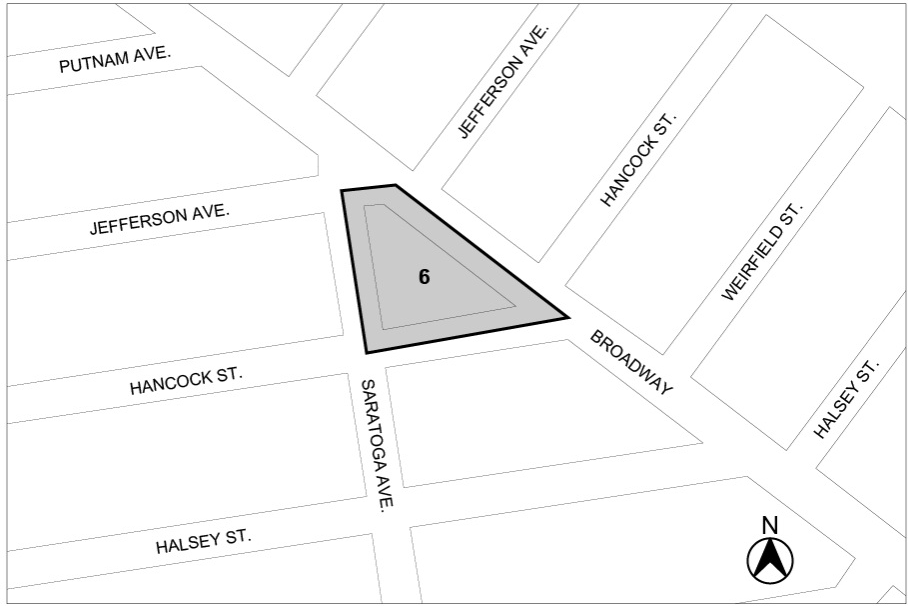 PUTNAM AVE.
JEFFERSON AVE.
HANCOCK ST.
JEFFERSON AVE.
WEIRFIELD ST.
6
BROADWAY
HANCOCK ST.
SARATOGA AVE.
HALSEY ST.
HALSEY ST.
N